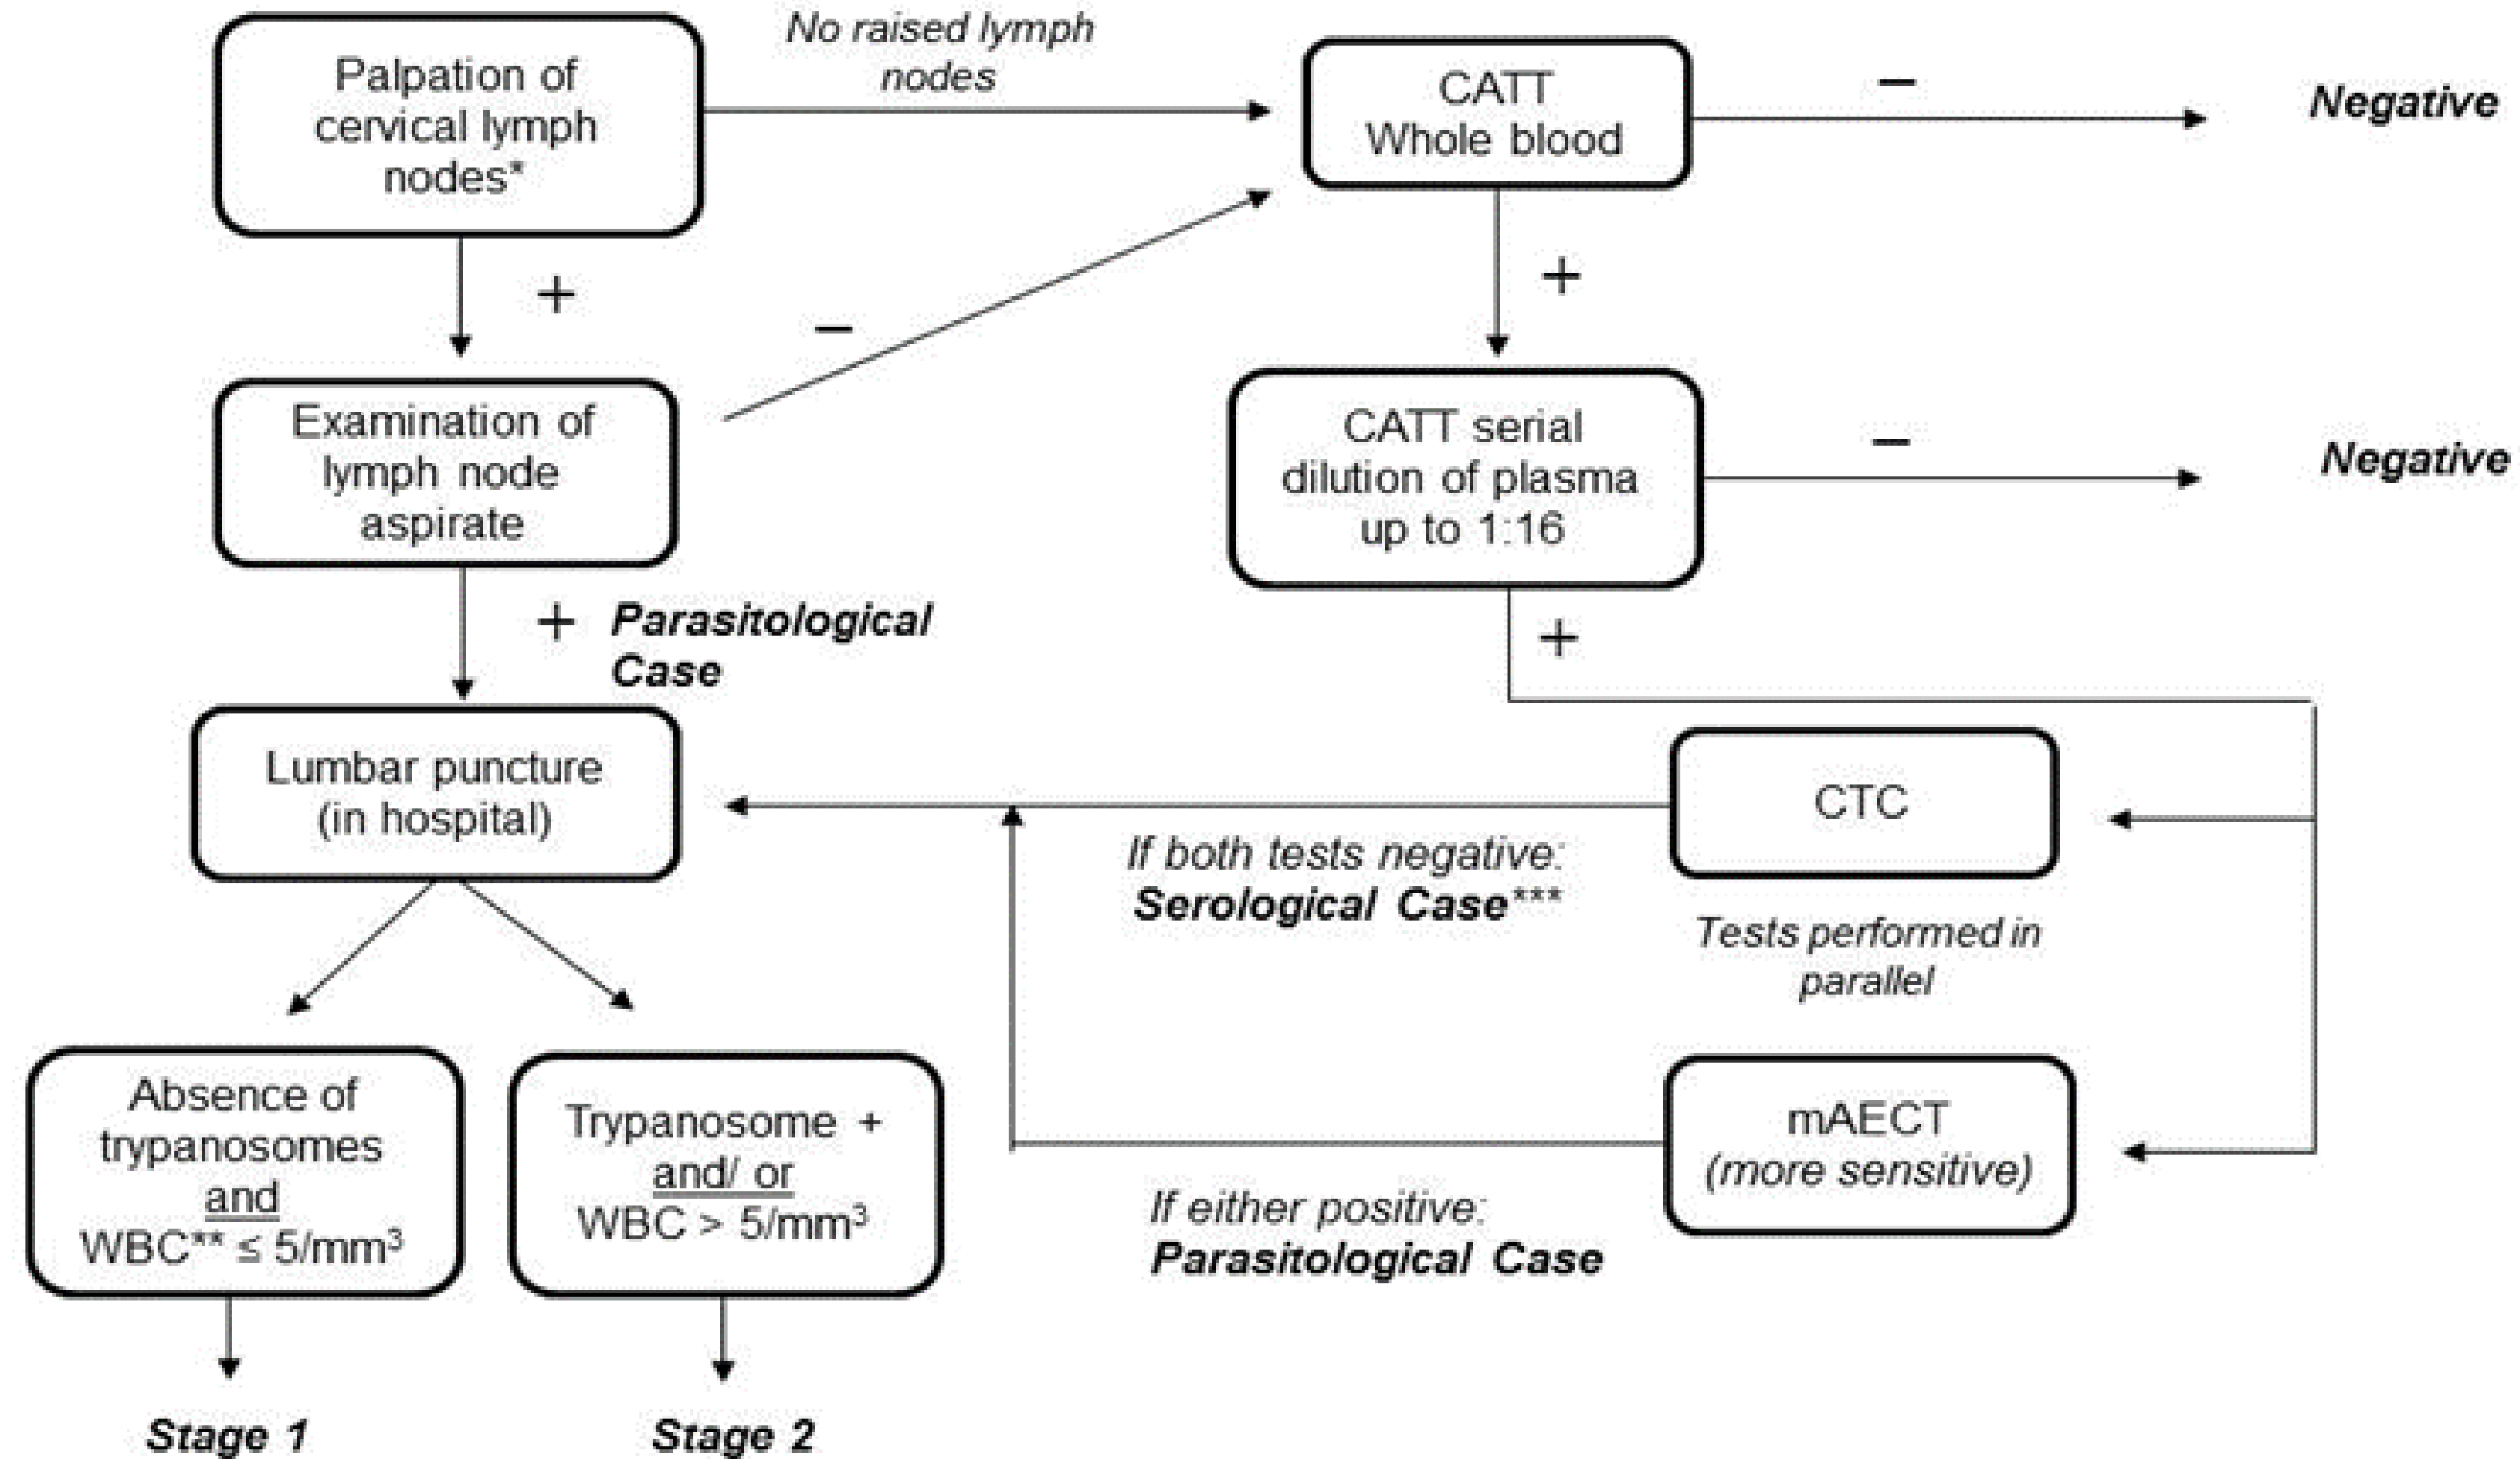 Palpation of
cervical lymph
nodes*
No raised lymph
nodes
CATT
Whole blood
−
Negative
+
−
+
Examination of
lymph node
aspirate
CATT serial
dilution of plasma
up to 1:16
−
Negative
+ Parasitological
Case
+
Lumbar puncture
(in hospital)
CTC
If both tests negative:
Serological Case***
Tests performed in
parallel
Absence of
trypanosomes
and
WBC** ≤ 5/mm³
Trypanosome +
and/ or
WBC > 5/mm³
mAECT
(more sensitive)
If either positive:
Parasitological Case
Stage 1
Stage 2